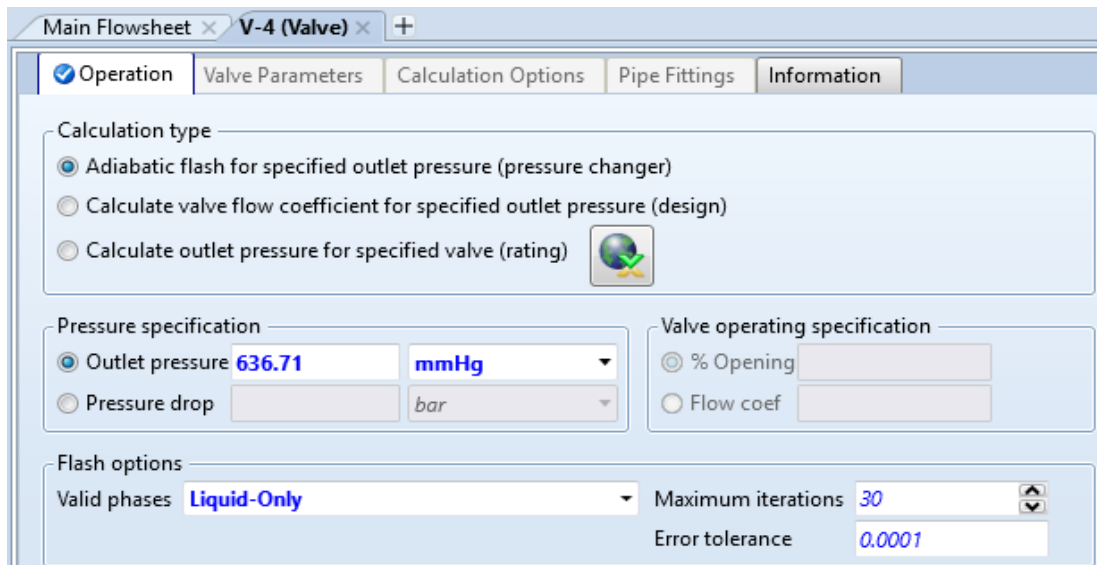 Main Flowsheet × V-4 (Valve) × +
Operation Valve Parameters Calculation Options Pipe Fittings Information
Calculation type
Adiabatic flash for specified outlet pressure (pressure changer)
Calculate valve flow coefficient for specified outlet pressure (design)
Calculate outlet pressure for specified valve (rating)
Pressure specification
Outlet pressure 636.71 mmHg
Pressure drop bar
Valve operating specification
% Opening
Flow coef
Flash options
Valid phases Liquid-Only Maximum iterations 30
Error tolerance 0.0001